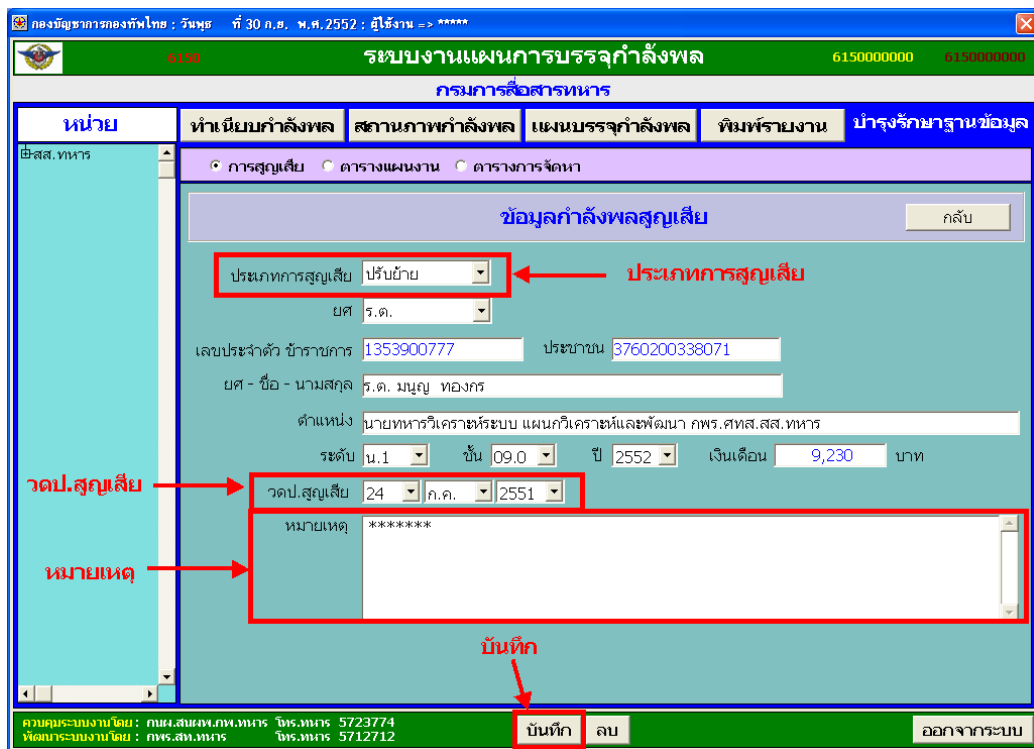 กองบัญชาการกองทัพไทย : วันพุธ ที่ 30 ก.ย. พ.ศ.2552 : ผู้ใช้งาน => *****
6150 ระบบงานแผนการบรรจุกำลังพล 6150000000 6150000000
กรมการสื่อสารทหาร
หน่วย ทำเนียบกำลังพล สถานภาพกำลังพล แผนบรรจุกำลังพล พิมพ์รายงาน บำรุงรักษาฐานข้อมูล
สส.ทหาร
การสูญเสีย ตารางแผนงาน ตารางการจัดหา
ข้อมูลกำลังพลสูญเสีย กลับ
ประเภทการสูญเสีย ปรับย้าย ประเภทการสูญเสีย
ยศ ร.ต.
เลขประจำตัว ข้าราชการ 1353900777 ประชาชน 3760200338071
ยศ - ชื่อ - นามสกุล ร.ต. มนูญ ทองกร
ตำแหน่ง นายทหารวิเคราะห์ระบบ แผนกวิเคราะห์และพัฒนา กพร.ศทส.สส.ทหาร
ระดับ น.1 ชั้น 09.0 ปี 2552 เงินเดือน 9,230 บาท
วดป.สูญเสีย วดป.สูญเสีย 24 ก.ค. 2551
หมายเหตุ *******
หมายเหตุ
บันทึก
ควบคุมระบบงานโดย : กนผ.สนผพ.กพ.ทหาร โทร.ทหาร 5723774
พัฒนาระบบงานโดย : กพร.สท.ทหาร โทร.ทหาร 5712712
บันทึก ลบ ออกจากระบบ